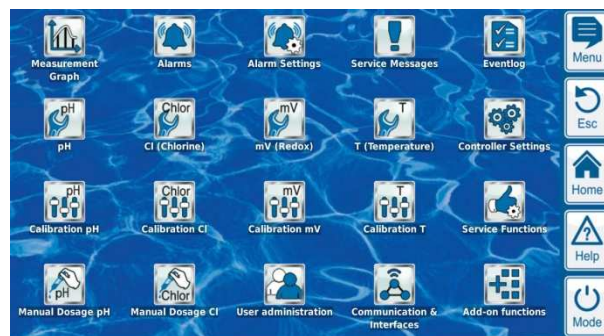 Measurement
Graph
Alarms
Alarm Settings
Service Messages
Eventlog
Menu
pH
pH
Chlor
Cl (Chlorine)
mV
mV (Redox)
T
T (Temperature)
Controller Settings
Esc
pH
Calibration pH
Chlor
Calibration Cl
mV
Calibration mV
T
Calibration T
Service Functions
Home
pH
Manual Dosage pH
Chlor
Manual Dosage Cl
User administration
Communication &
Interfaces
Add-on functions
?
Help
Mode